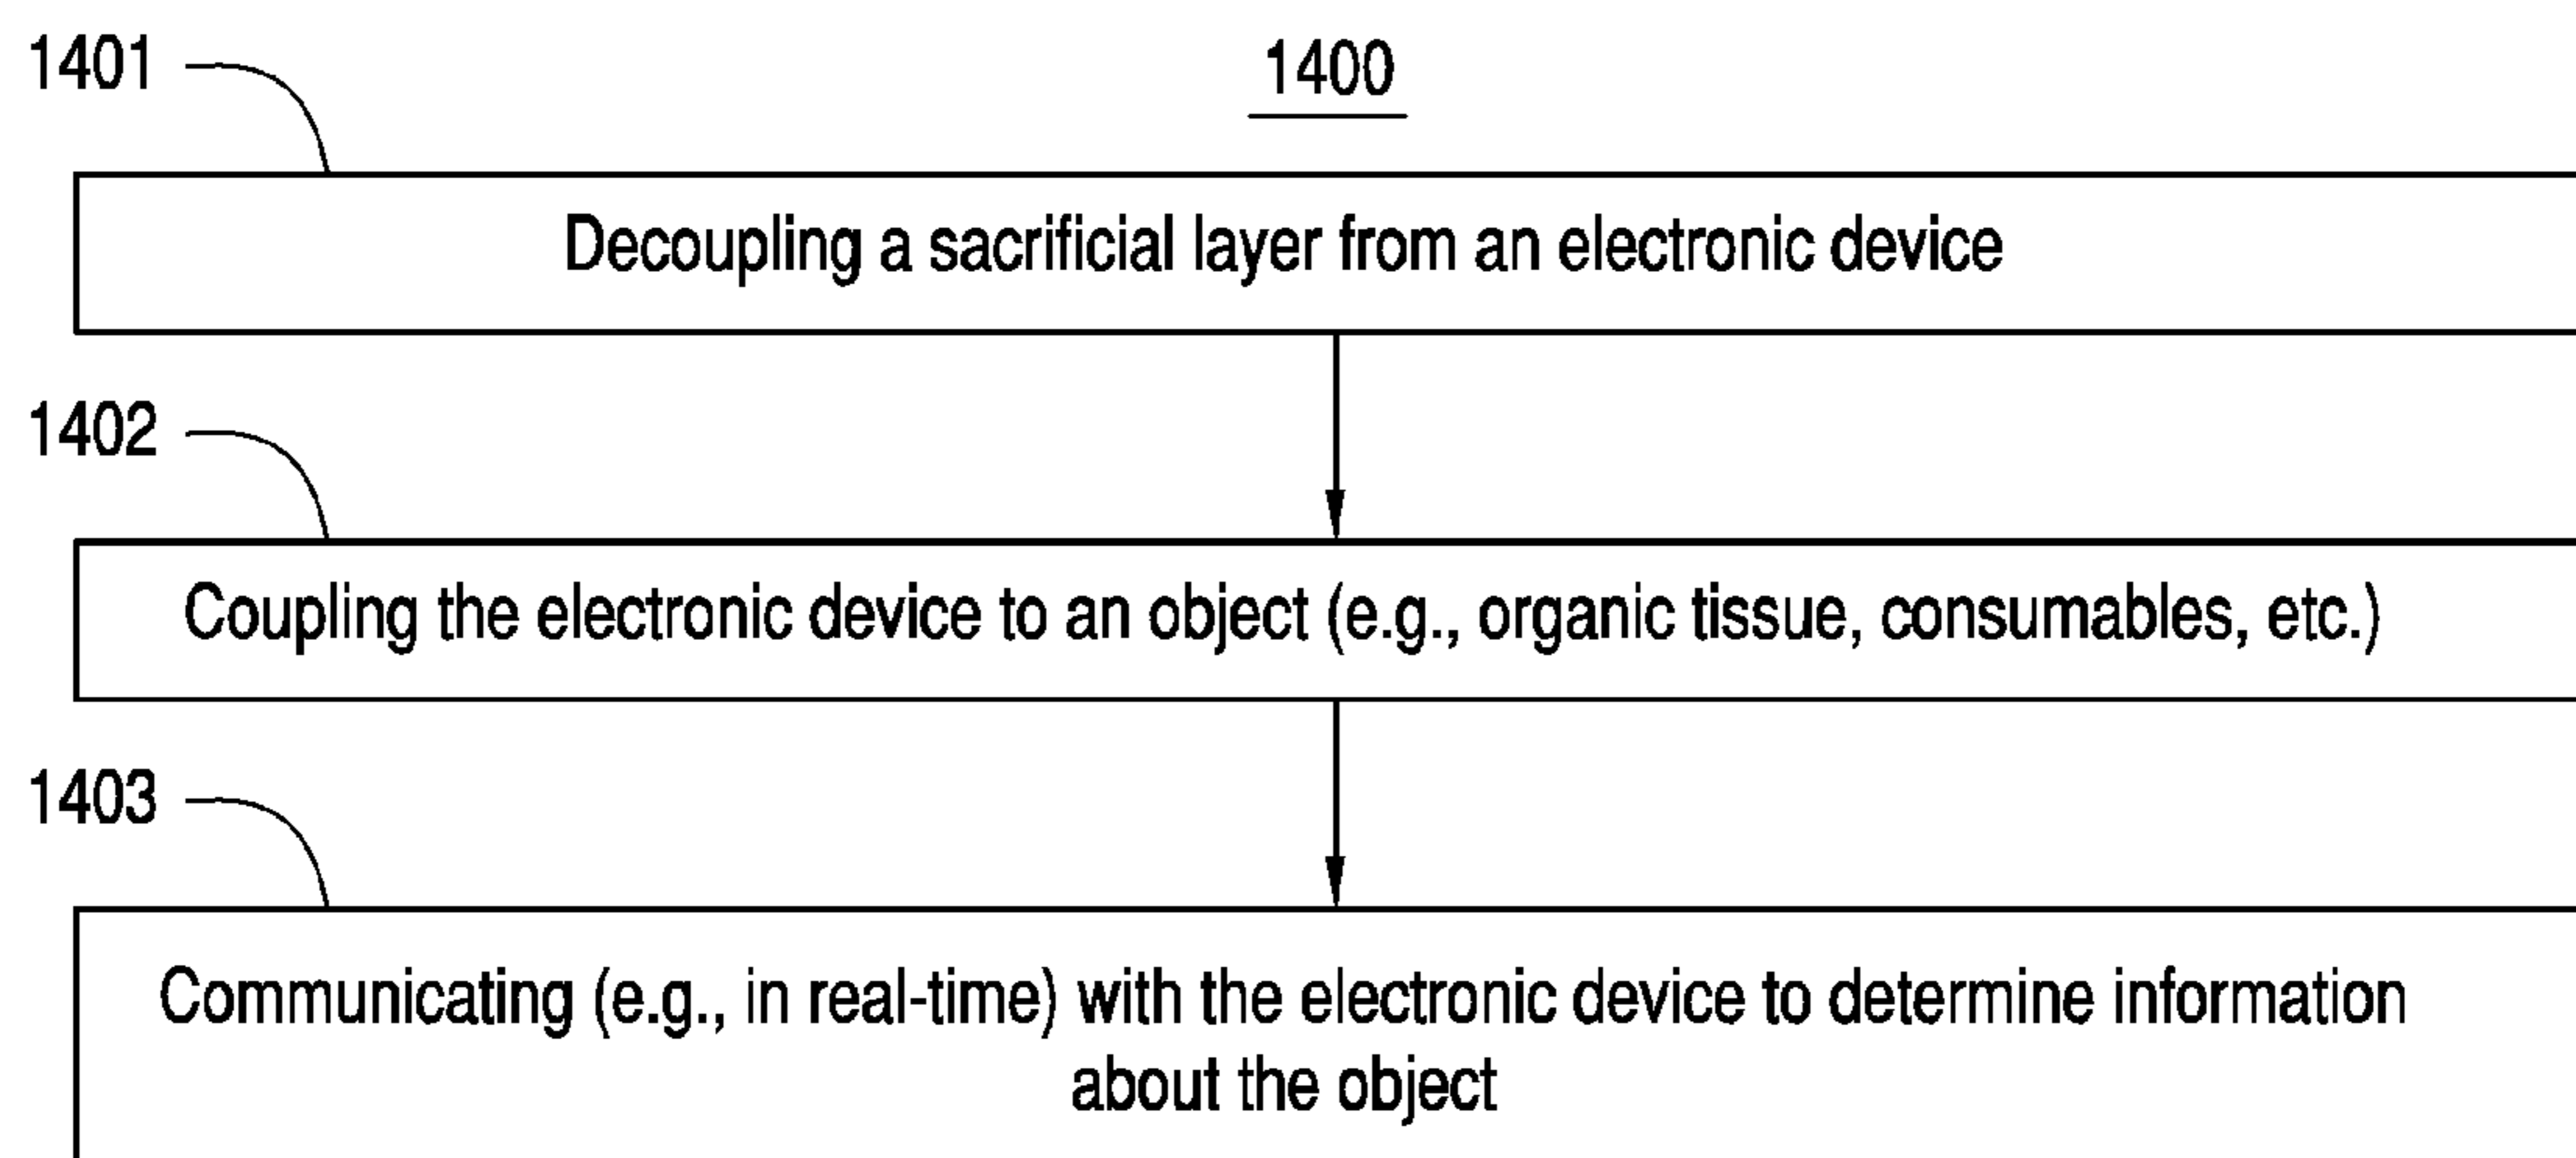 1401
1400
Decoupling a sacrificial layer from an electronic device
1402
Coupling the electronic device to an object (e.g., organic tissue, consumables, etc.)
1403
Communicating (e.g., in real-time) with the electronic device to determine information
about the object